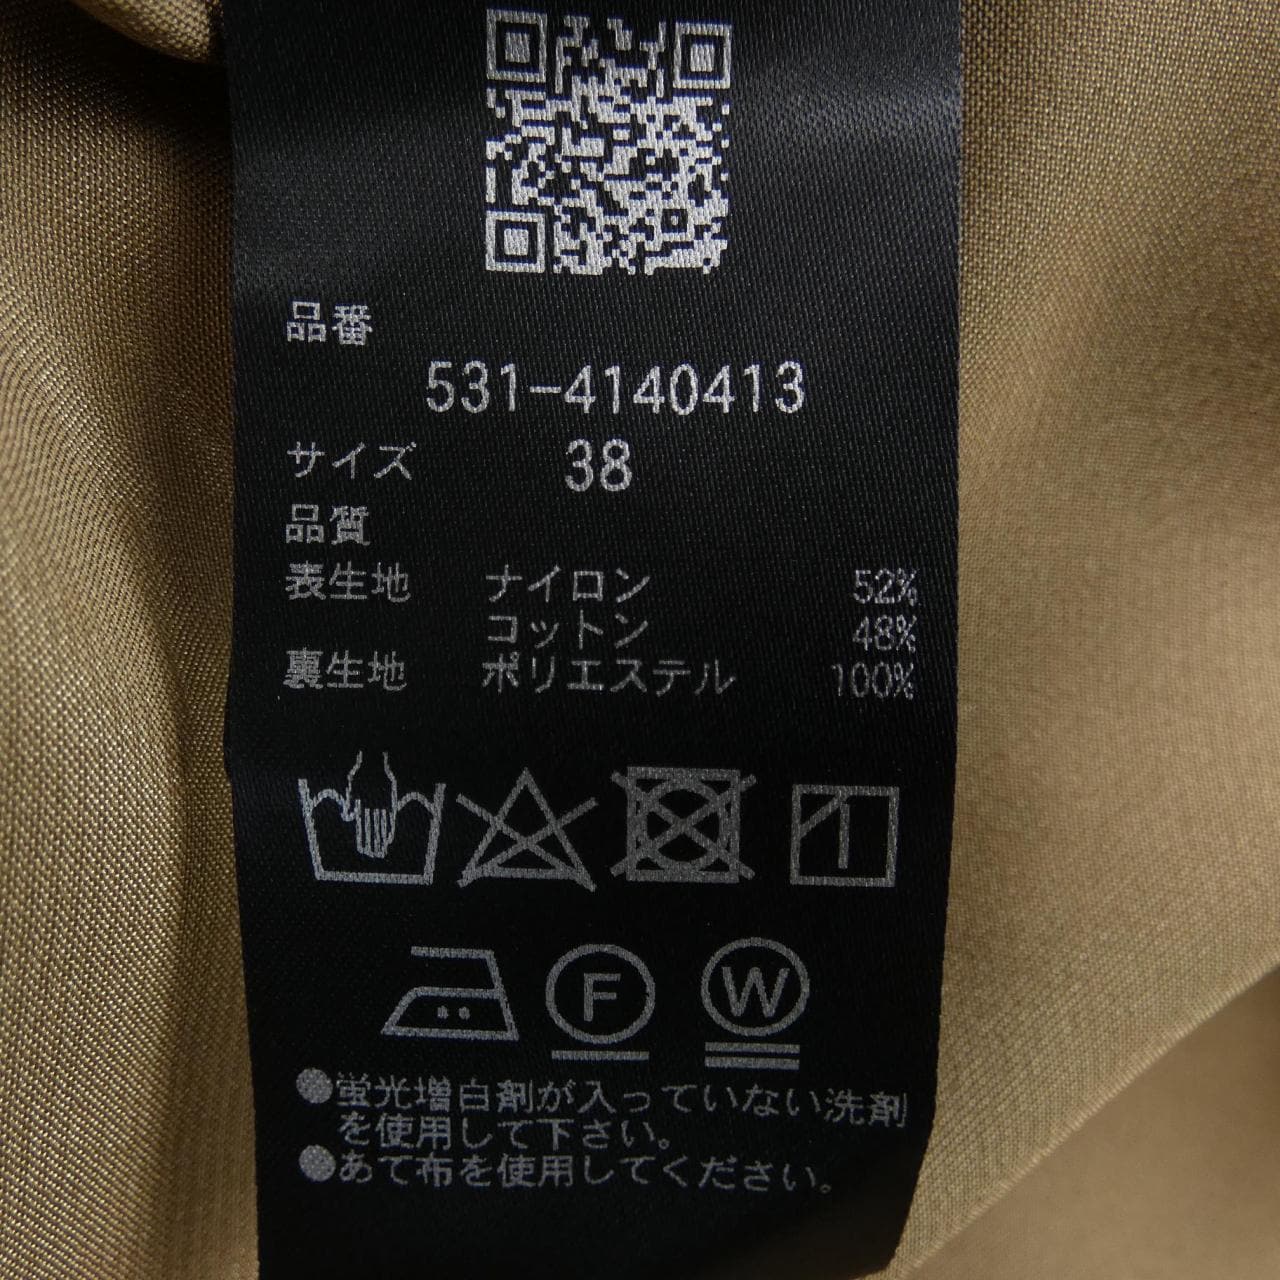 品番
531-4140413
サイズ 38
品質
表生地 ナイロン 52%
コットン 48%
裏生地 ポリエステル 100%
F W
●蛍光増白剤が入っていない洗剤
を使用して下さい。
●あて布を使用してください。